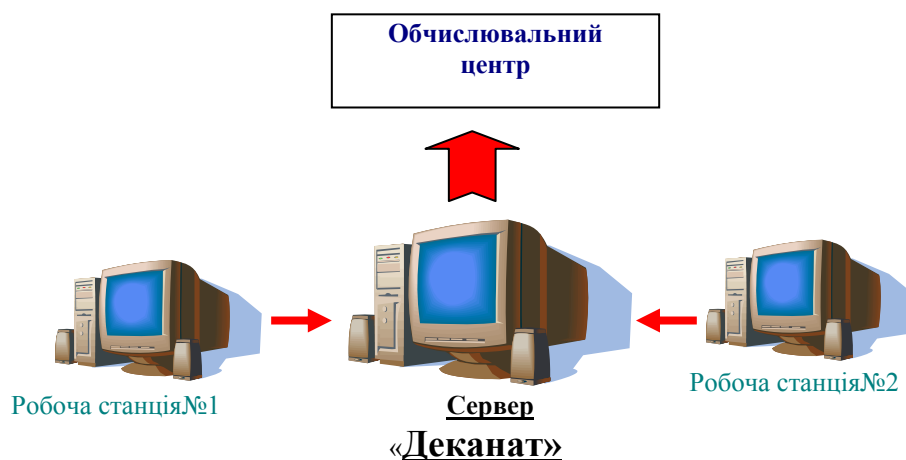 Обчислювальний
центр
Робоча станція№1
Робоча станція№2
Сервер
«Деканат»